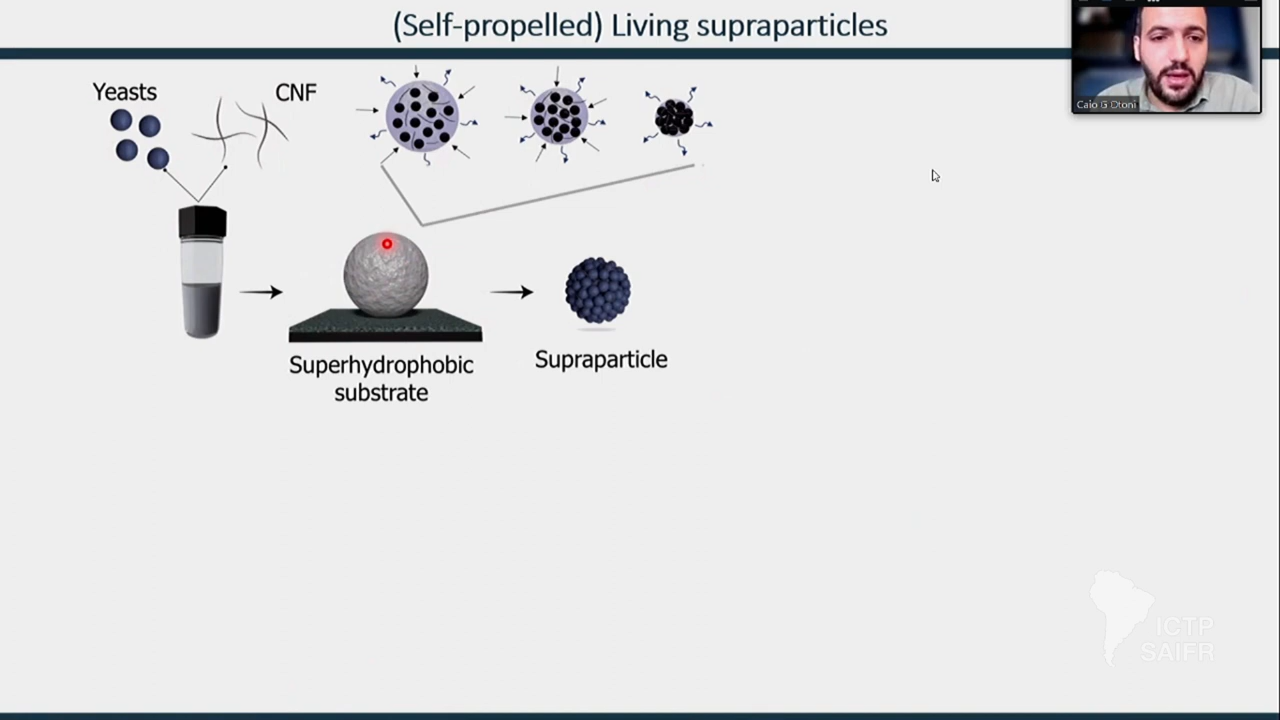 (Self-propelled) Living supraparticles
Caio G Otoni
Yeasts
CNF
Superhydrophobic
substrate
Supraparticle
ICTP
SAIFR